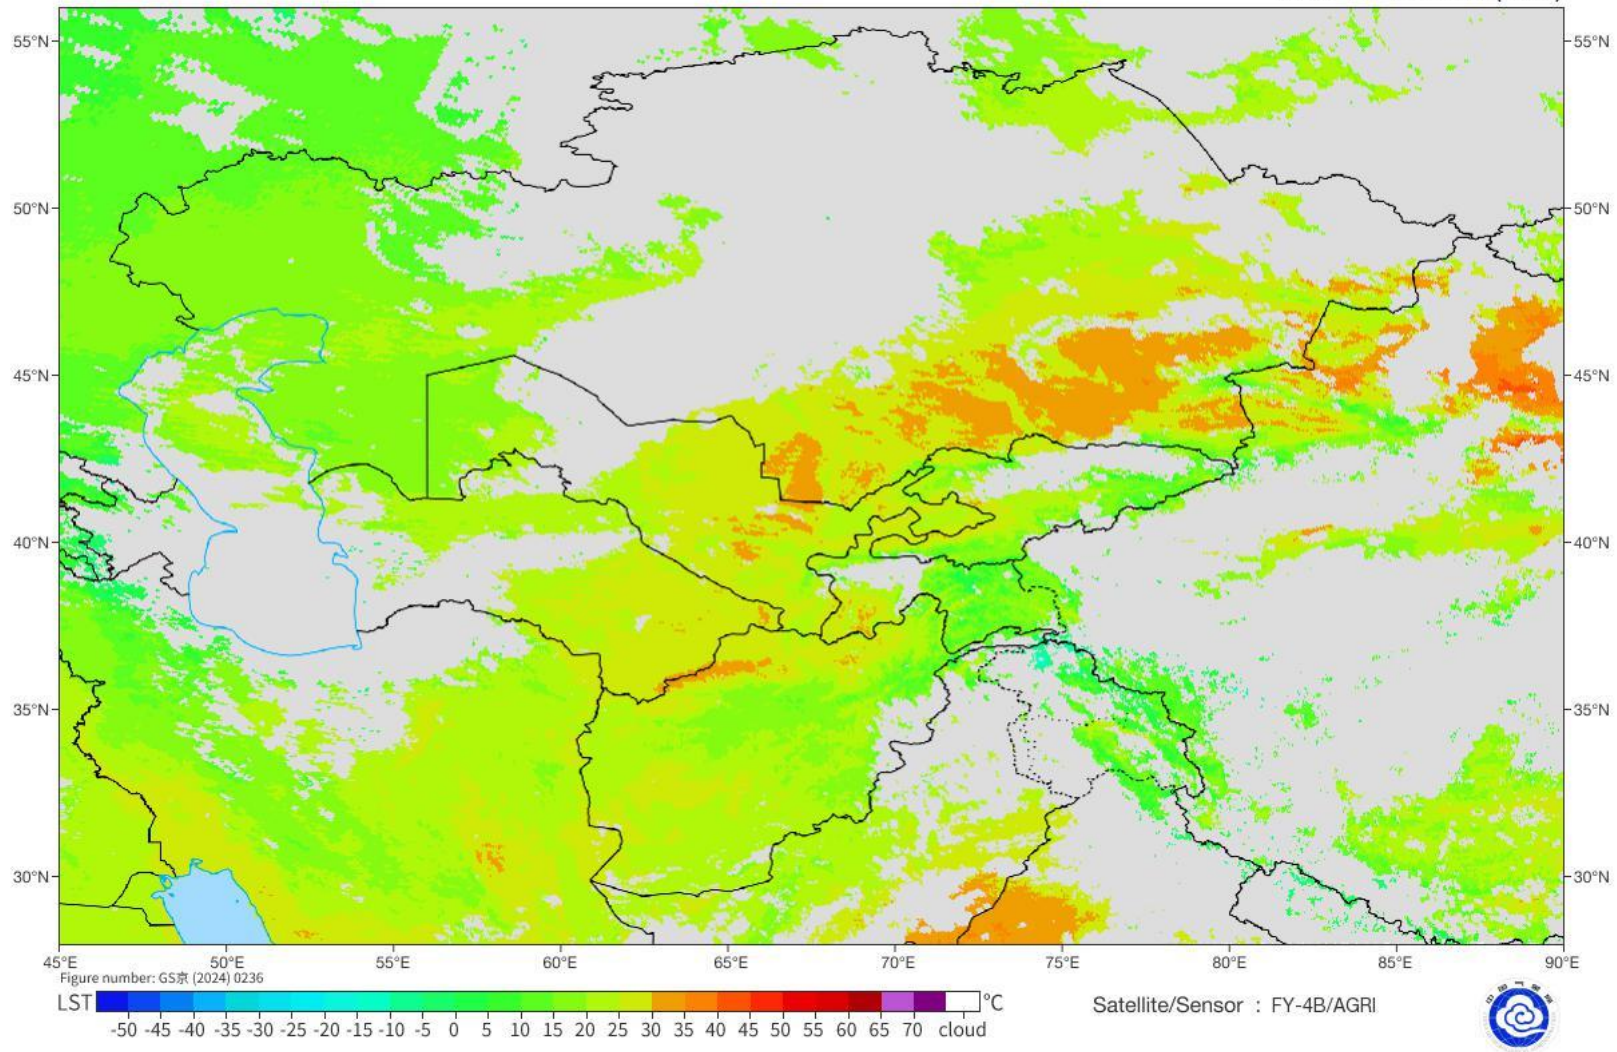 55°N 55°N
50°N 50°N
45°N 45°N
40°N 40°N
35°N 35°N
30°N 30°N
45°E 50°E 55°E 60°E 65°E 70°E 75°E 80°E 85°E 90°E
Figure number: GS京 (2024) 0236
LST °C
-50 -45 -40 -35 -30 -25 -20 -15 -10 -5 0 5 10 15 20 25 30 35 40 45 50 55 60 65 70 cloud
Satellite/Sensor : FY-4B/AGRI